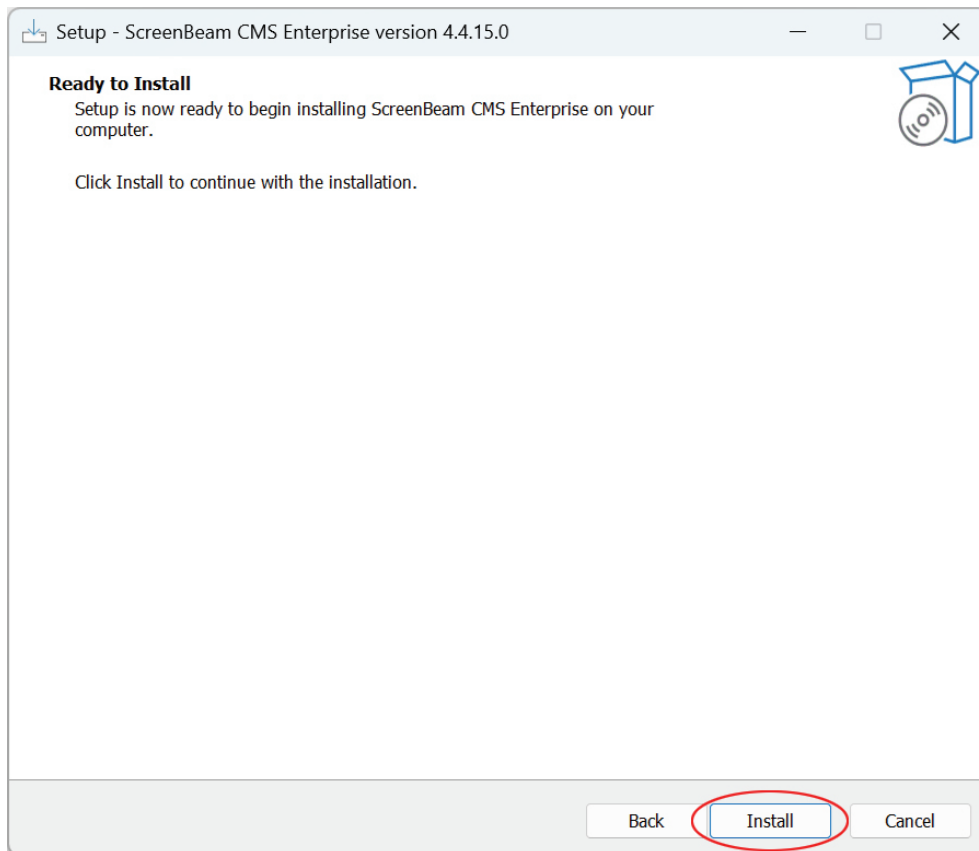 Setup - ScreenBeam CMS Enterprise version 4.4.15.0
Ready to Install
Setup is now ready to begin installing ScreenBeam CMS Enterprise on your
computer.
Click Install to continue with the installation.
Back Install Cancel